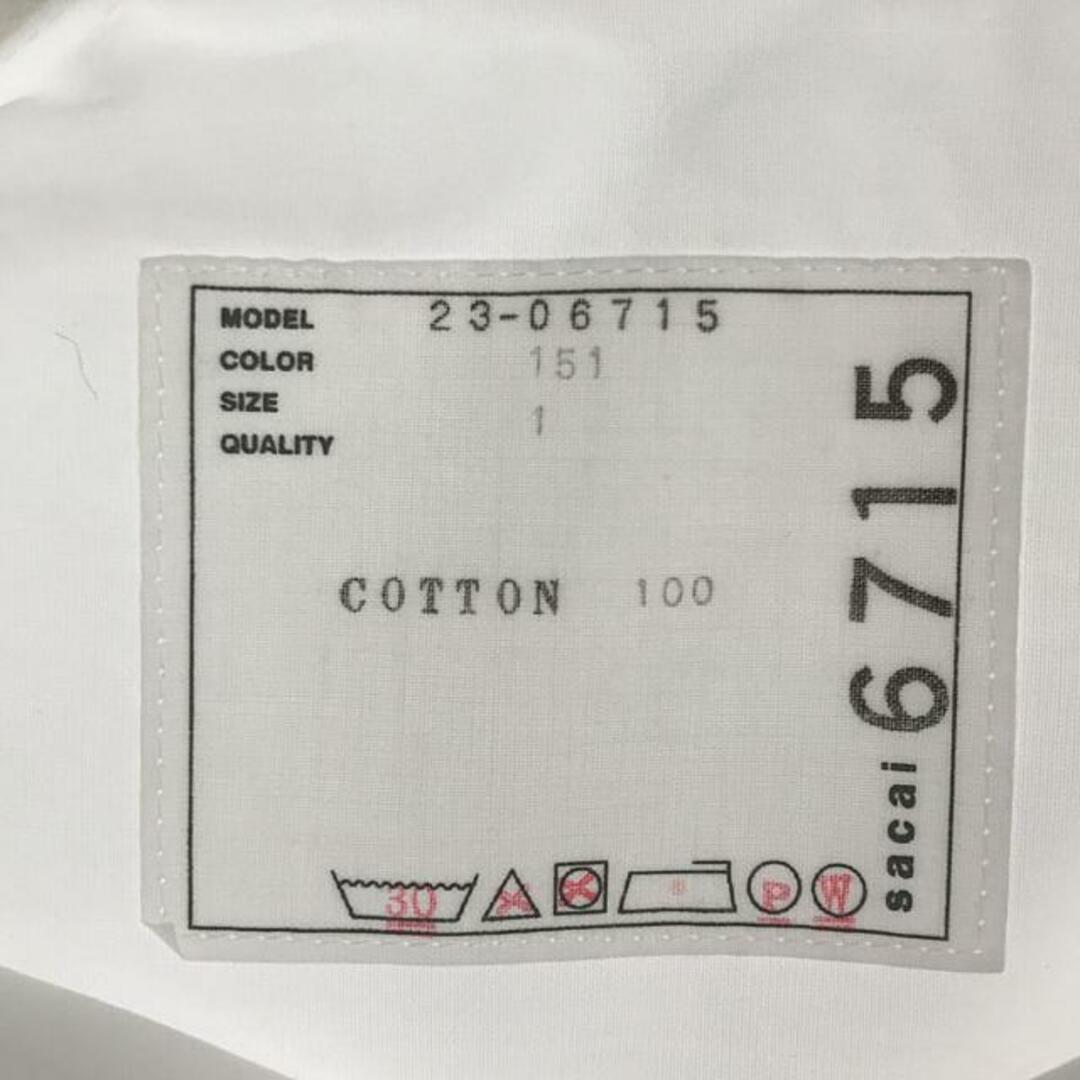 MODEL 23-06715
COLOR 151
SIZE 1
QUALITY
COTTON 100
30
P W
sacai 6715